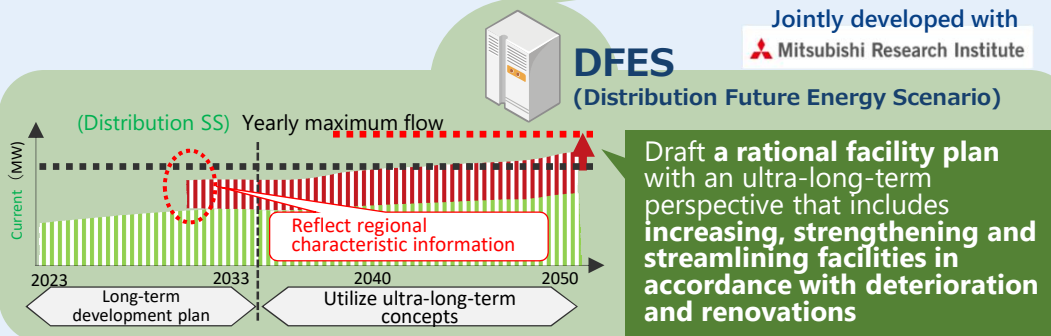 Jointly developed with
Mitsubishi Research Institute
DFES
(Distribution Future Energy Scenario)
(Distribution SS) Yearly maximum flow
Current (MW)
Reflect regional
characteristic information
2023
2033
2040
2050
Long-term
development plan
Utilize ultra-long-term
concepts
Draft a rational facility plan
with an ultra-long-term
perspective that includes
increasing, strengthening and
streamlining facilities in
accordance with deterioration
and renovations